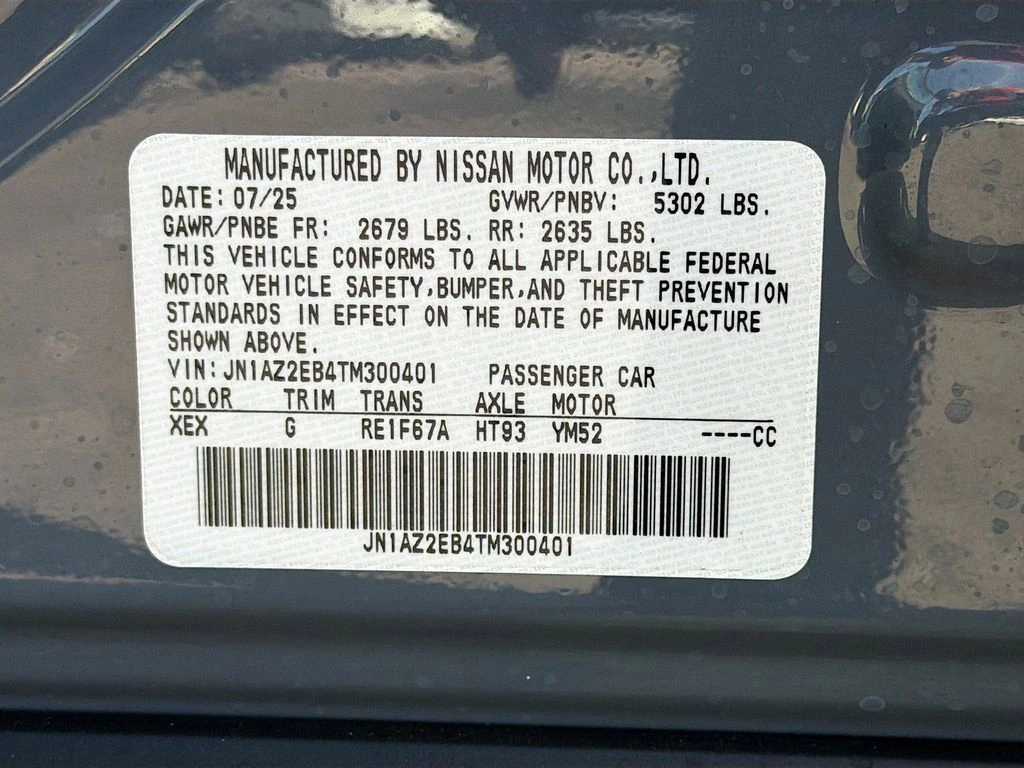 MANUFACTURED BY NISSAN MOTOR CO.,LTD.
DATE: 07/25 GVWR/PNBV: 5302 LBS.
GAWR/PNBE FR: 2679 LBS. RR: 2635 LBS.
THIS VEHICLE CONFORMS TO ALL APPLICABLE FEDERAL
MOTOR VEHICLE SAFETY,BUMPER,AND THEFT PREVENTION
STANDARDS IN EFFECT ON THE DATE OF MANUFACTURE
SHOWN ABOVE.
VIN: JN1AZ2EB4TM300401 PASSENGER CAR
COLOR TRIM TRANS AXLE MOTOR
XEX G RE1F67A HT93 YM52 ----CC
JN1AZ2EB4TM300401